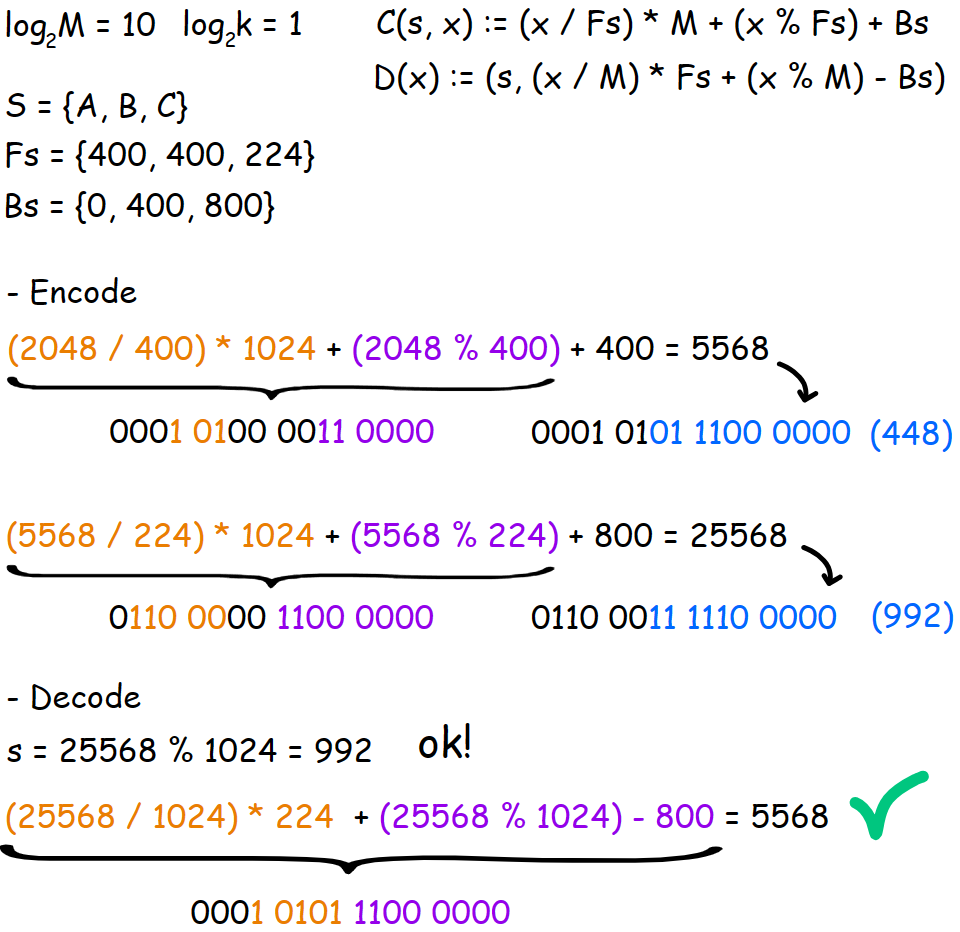 log₂M = 10   log₂k = 1
C(s, x) := (x / Fs) * M + (x % Fs) + Bs
D(x) := (s, (x / M) * Fs + (x % M) - Bs)
S = {A, B, C}
Fs = {400, 400, 224}
Bs = {0, 400, 800}
- Encode
(2048 / 400) * 1024 + (2048 % 400) + 400 = 5568
0001 0100 0011 0000   0001 0101 1100 0000 (448)
(5568 / 224) * 1024 + (5568 % 224) + 800 = 25568
0110 0000 1100 0000   0110 0011 1110 0000 (992)
- Decode
s = 25568 % 1024 = 992   ok!
(25568 / 1024) * 224 + (25568 % 1024) - 800 = 5568
0001 0101 1100 0000